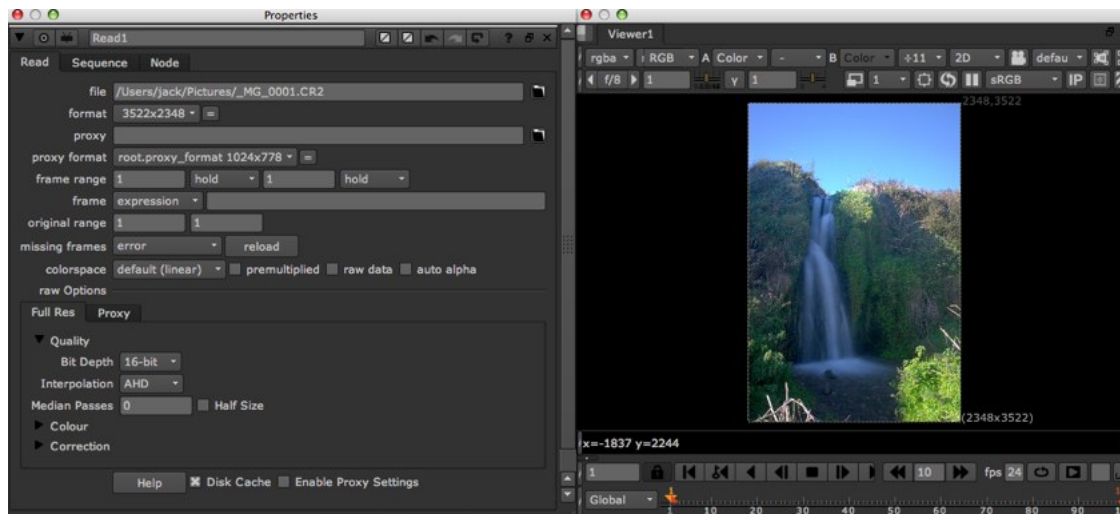 Properties
Read1
? ×
Read Sequence Node
file /Users/jack/Pictures/_MG_0001.CR2
format 3522x2348 =
proxy
proxy format root.proxy_format 1024x778 =
frame range 1 hold 1 hold
frame expression
original range 1 1
missing frames error reload
colorspace default (linear) premultiplied raw data auto alpha
raw Options
Full Res Proxy
Quality
Bit Depth 16-bit
Interpolation AHD
Median Passes 0 Half Size
Colour
Correction
Help Disk Cache Enable Proxy Settings
Viewer1
rgba RGB A Color - B Color ÷11 2D defau
f/8 1 Y 1 1 sRGB IP
2348,3522
(2348x3522)
x=-1837 y=2244
1 10 fps 24
Global 1 10 20 30 40 50 60 70 80 90